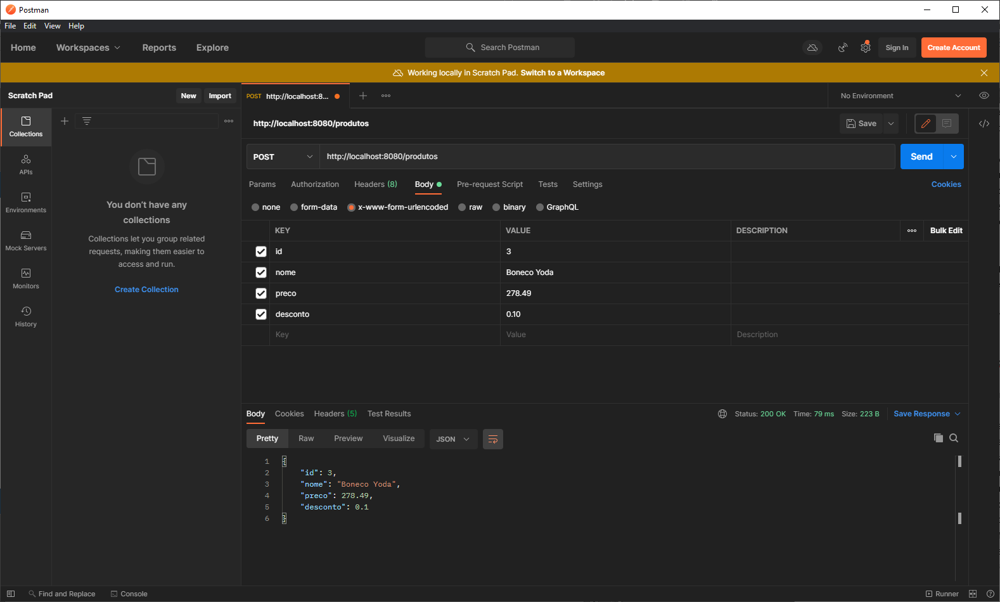 Postman
File Edit View Help
Home Workspaces Reports Explore Search Postman Sign In Create Account
Working locally in Scratch Pad. Switch to a Workspace
Scratch Pad New Import POST http://localhost:8... No Environment
http://localhost:8080/produtos Save
POST http://localhost:8080/produtos Send
Params Authorization Headers (8) Body Pre-request Script Tests Settings Cookies
none form-data x-www-form-urlencoded raw binary GraphQL
KEY VALUE DESCRIPTION Bulk Edit
id 3
nome Boneco Yoda
preco 278.49
desconto 0.10
Key Value Description
Collections
APIs
Environments
Mock Servers
Monitors
History
You don't have any
collections
Collections let you group related
requests, making them easier to
access and run.
Create Collection
Body Cookies Headers (5) Test Results Status: 200 OK Time: 79 ms Size: 223 B Save Response
Pretty Raw Preview Visualize JSON
1 {
2 "id": 3,
3 "nome": "Boneco Yoda",
4 "preco": 278.49,
5 "desconto": 0.1
6 }
Find and Replace Console Runner